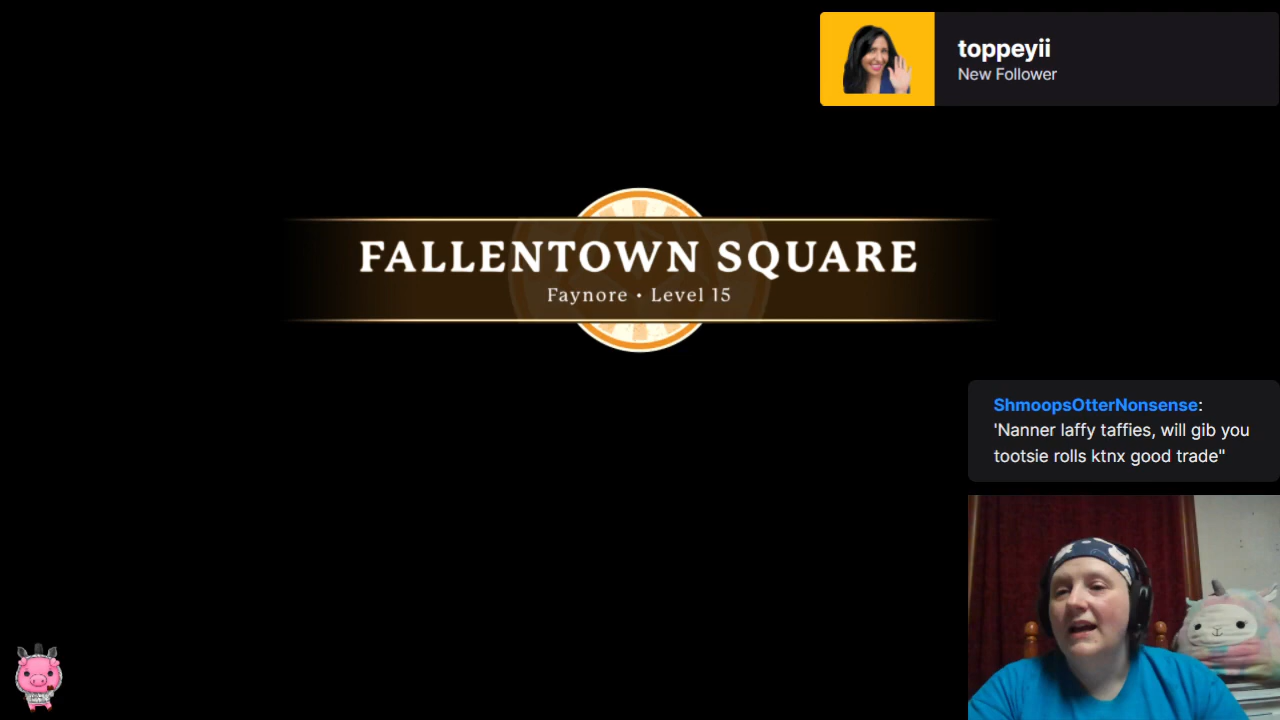 toppeyii
New Follower
FALLENTOWN SQUARE
Faynore • Level 15
ShmoopsOtterNonsense:
'Nanner laffy taffies, will gib you
tootsie rolls ktnx good trade"